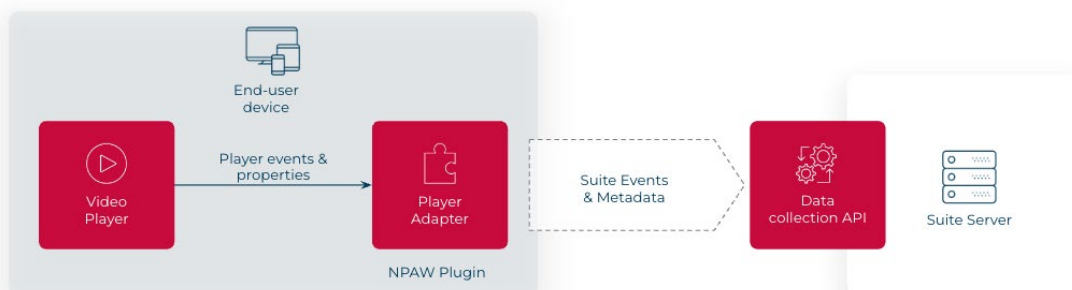 End-user
device
Video
Player
Player events &
properties
Player
Adapter
NPAW Plugin
Suite Events
& Metadata
Data
collection API
Suite Server